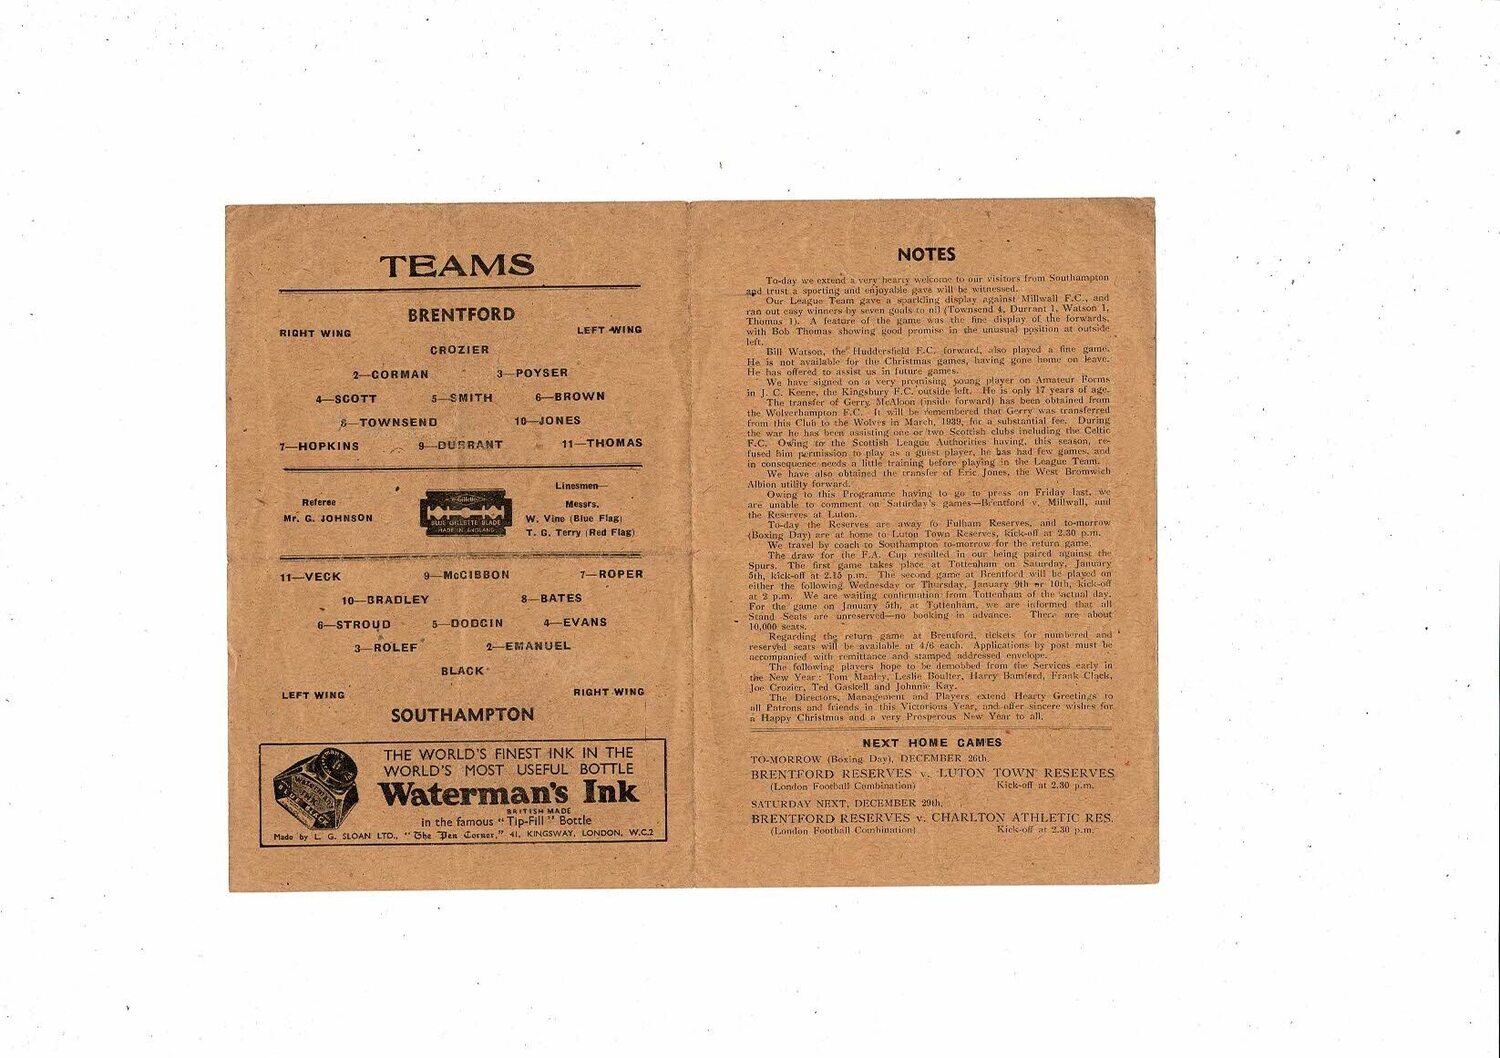 TEAMS
BRENTFORD
RIGHT WING LEFT WING
CROZIER
2—GORMAN 3—POYSER
4—SCOTT 5—SMITH 6—BROWN
8—TOWNSEND 10—JONES
7—HOPKINS 9—DURRANT 11—THOMAS
Referee
Mr. G. JOHNSON
Gillette
BLUE GILLETTE BLADE
MADE IN ENGLAND
Linesmen—
Messrs.
W. Vine (Blue Flag)
T. G. Terry (Red Flag)
11—VECK 9—McCIBBON 7—ROPER
10—BRADLEY 8—BATES
6—STROUD 5—DODGIN 4—EVANS
3—ROLEF 2—EMANUEL
BLACK
LEFT WING RIGHT WING
SOUTHAMPTON
THE WORLD'S FINEST INK IN THE
WORLD'S MOST USEFUL BOTTLE
Waterman's Ink
BRITISH MADE
in the famous "Tip-Fill" Bottle
Made by L. G. SLOAN LTD., "The Pen Corner," 41, KINGSWAY, LONDON, W.C.2
NOTES
To-day we extend a very hearty welcome to our visitors from Southampton
and trust a sporting and enjoyable gave will be witnessed.
Our League Team gave a sparkling display against Millwall F.C., and
ran out easy winners by seven goals to nil (Townsend 4, Durrant 1, Watson 1,
Thomas 1). A feature of the game was the fine display of the forwards,
with Bob Thomas showing good promise in the unusual position at outside
left.
Bill Watson, the Huddersfield F.C. forward, also played a fine game.
He is not available for the Christmas games, having gone home on leave.
He has offered to assist us in future games.
We have signed on a very promising young player on Amateur Forms
in J. C. Keene, the Kingsbury F.C. outside left. He is only 17 years of age.
The transfer of Gerry McAloon (inside forward) has been obtained from
the Wolverhampton F.C. It will be remembered that Gerry was transferred
from this Club to the Wolves in March, 1939, for a substantial fee. During
the war he has been assisting one or two Scottish clubs including the Celtic
F.C. Owing to the Scottish League Authorities having, this season, re-
fused him permission to play as a guest player, he has had few games, and
in consequence needs a little training before playing in the League Team.
We have also obtained the transfer of Eric Jones, the West Bromwich
Albion utility forward.
Owing to this Programme having to go to press on Friday last, we
are unable to comment on Saturday's games—Brentford v. Millwall, and
the Reserves at Luton.
To-day the Reserves are away to Fulham Reserves, and to-morrow
(Boxing Day) are at home to Luton Town Reserves, kick-off at 2.30 p.m.
We travel by coach to Southampton to-morrow for the return game.
The draw for the F.A. Cup resulted in our being paired against the
Spurs. The first game takes place at Tottenham on Saturday, January
5th, kick-off at 2.15 p.m. The second game at Brentford will be played on
either the following Wednesday or Thursday, January 9th or 10th, kick-off
at 2 p.m. We are waiting confirmation from Tottenham of the actual day.
For the game on January 5th, at Tottenham, we are informed that all
Stand Seats are unreserved—no booking in advance. There are about
10,000 seats.
Regarding the return game at Brentford, tickets for numbered and
reserved seats will be available at 4/6 each. Applications by post must be
accompanied with remittance and stamped addressed envelope.
The following players hope to be demobbed from the Services early in
the New Year: Tom Manley, Leslie Boulter, Harry Bamford, Frank Clack,
Joe Crozier, Ted Gaskell and Johnnie Kay.
The Directors, Management and Players extend Hearty Greetings to
all Patrons and friends in this Victorious Year, and offer sincere wishes for
a Happy Christmas and a very Prosperous New Year to all.
NEXT HOME GAMES
TO-MORROW (Boxing Day), DECEMBER 26th.
BRENTFORD RESERVES v. LUTON TOWN RESERVES
(London Football Combination) Kick-off at 2.30 p.m.
SATURDAY NEXT, DECEMBER 29th.
BRENTFORD RESERVES v. CHARLTON ATHLETIC RES.
(London Football Combination) Kick-off at 2.30 p.m.